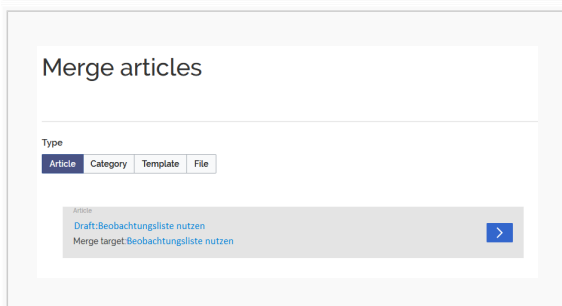 Merge articles
Type
Article Category Template File
Article
Draft:Beobachtungsliste nutzen
Merge target:Beobachtungsliste nutzen